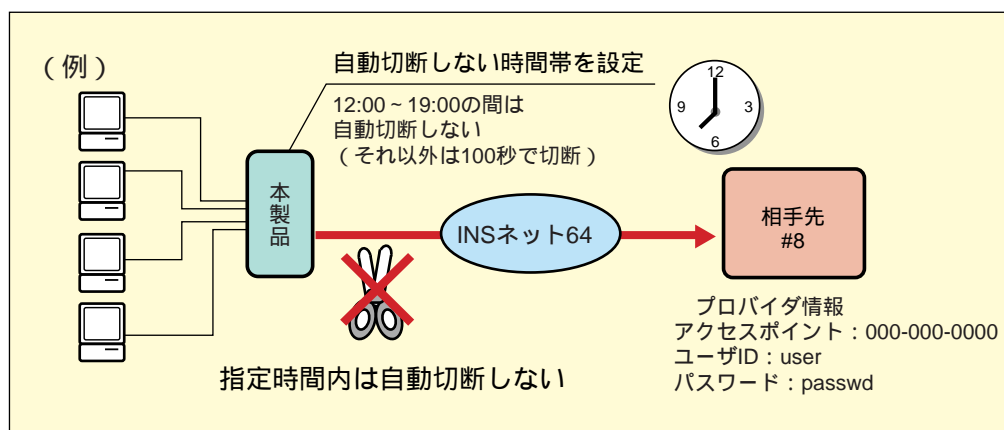 （例）
自動切断しない時間帯を設定
12:00～19:00の間は
自動切断しない
（それ以外は100秒で切断）
12
9
3
6
本製品
INSネット64
相手先
#8
プロバイダ情報
アクセスポイント：000-000-0000
ユーザID：user
パスワード：passwd
指定時間内は自動切断しない